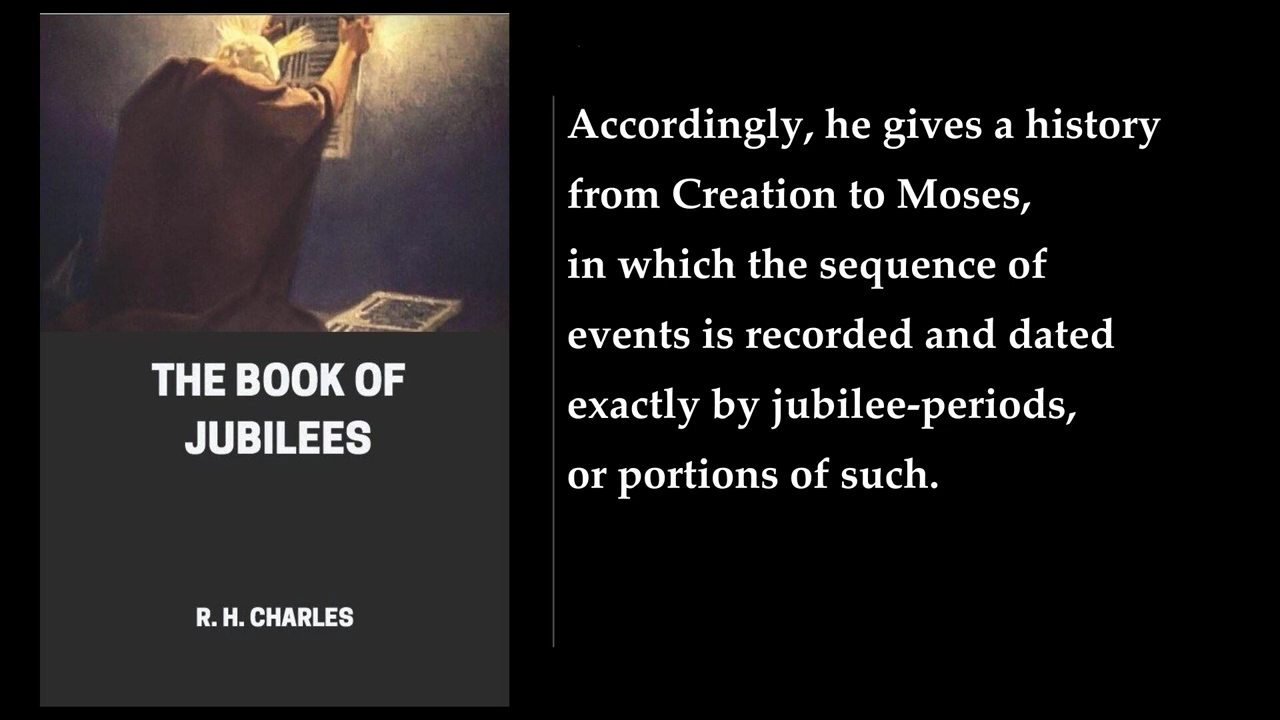 THE BOOK OF
JUBILEES
R. H. CHARLES
Accordingly, he gives a history
from Creation to Moses,
in which the sequence of
events is recorded and dated
exactly by jubilee-periods,
or portions of such.